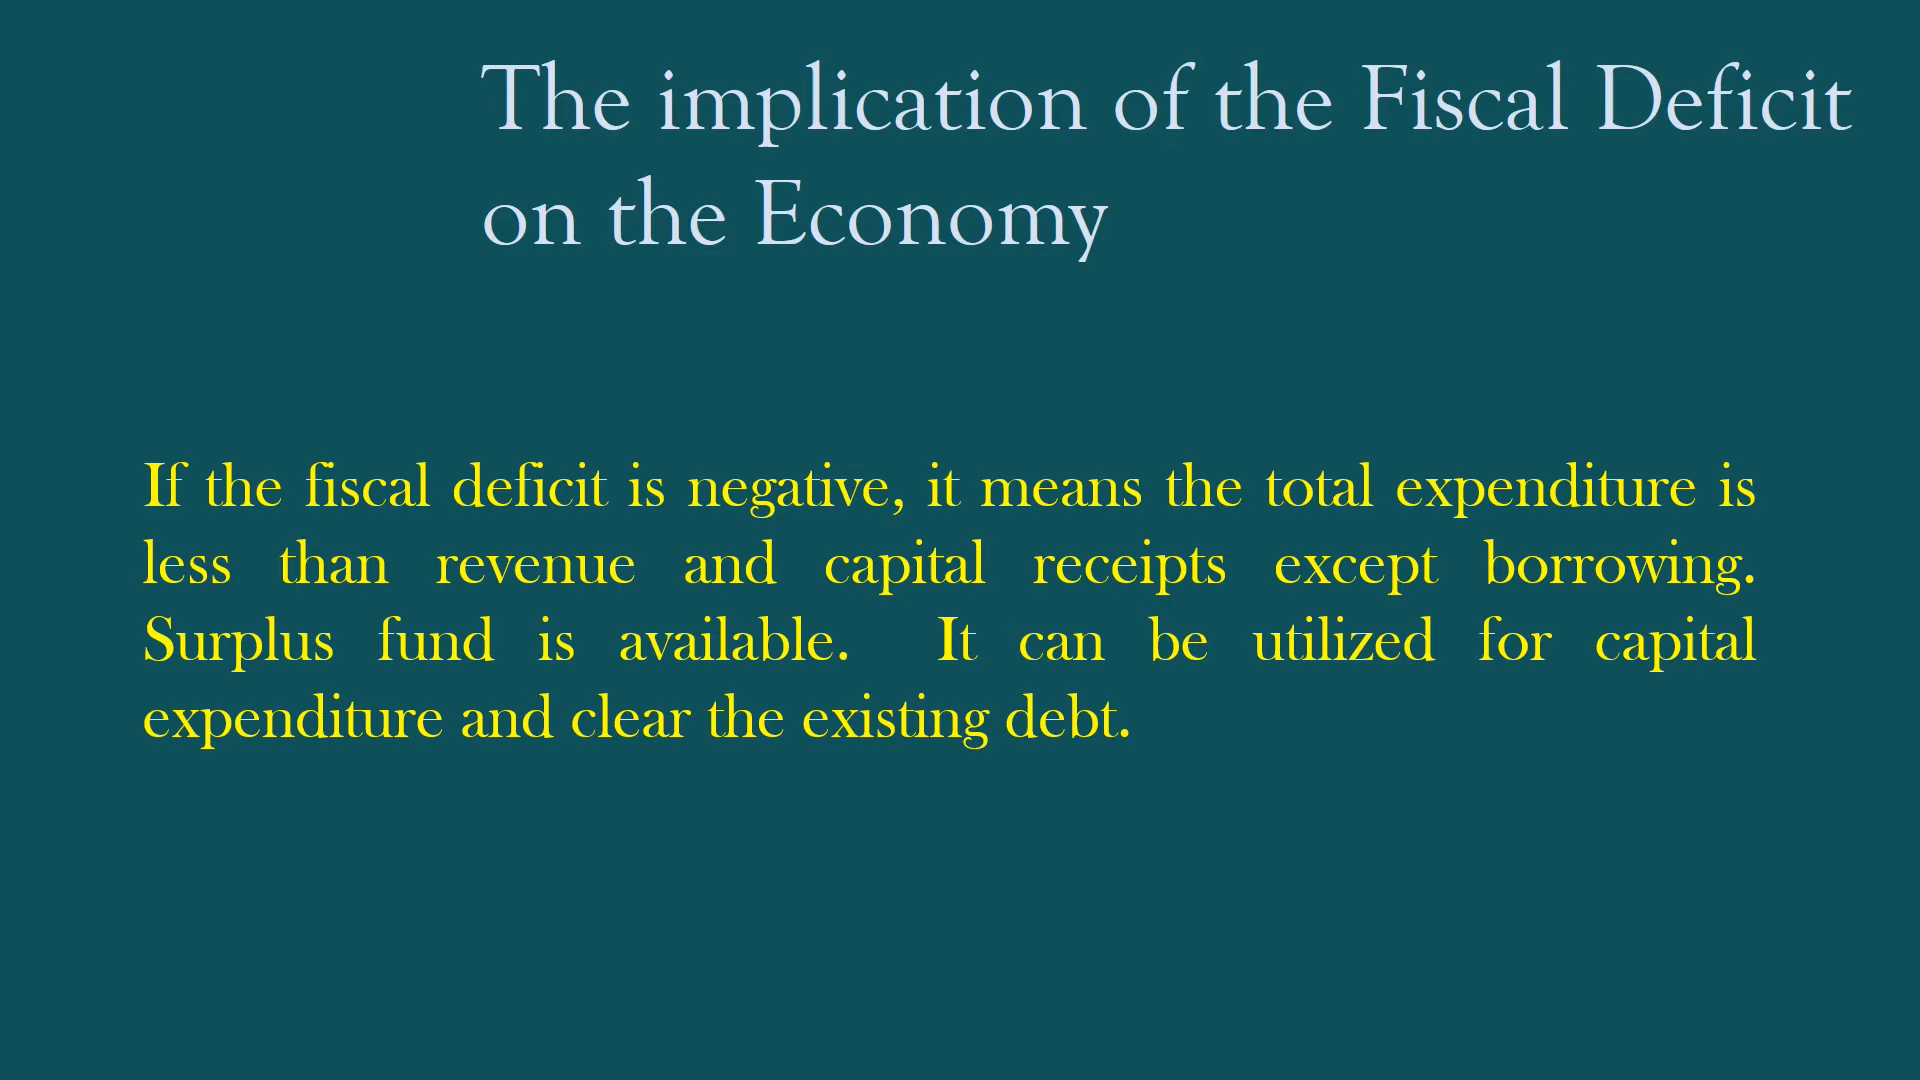 The implication of the Fiscal Deficit
on the Economy
If the fiscal deficit is negative, it means the total expenditure is
less than revenue and capital receipts except borrowing.
Surplus fund is available. It can be utilized for capital
expenditure and clear the existing debt.